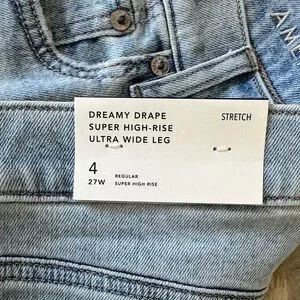 DREAMY DRAPE
SUPER HIGH-RISE
ULTRA WIDE LEG
STRETCH
4
27W
REGULAR
SUPER HIGH RISE